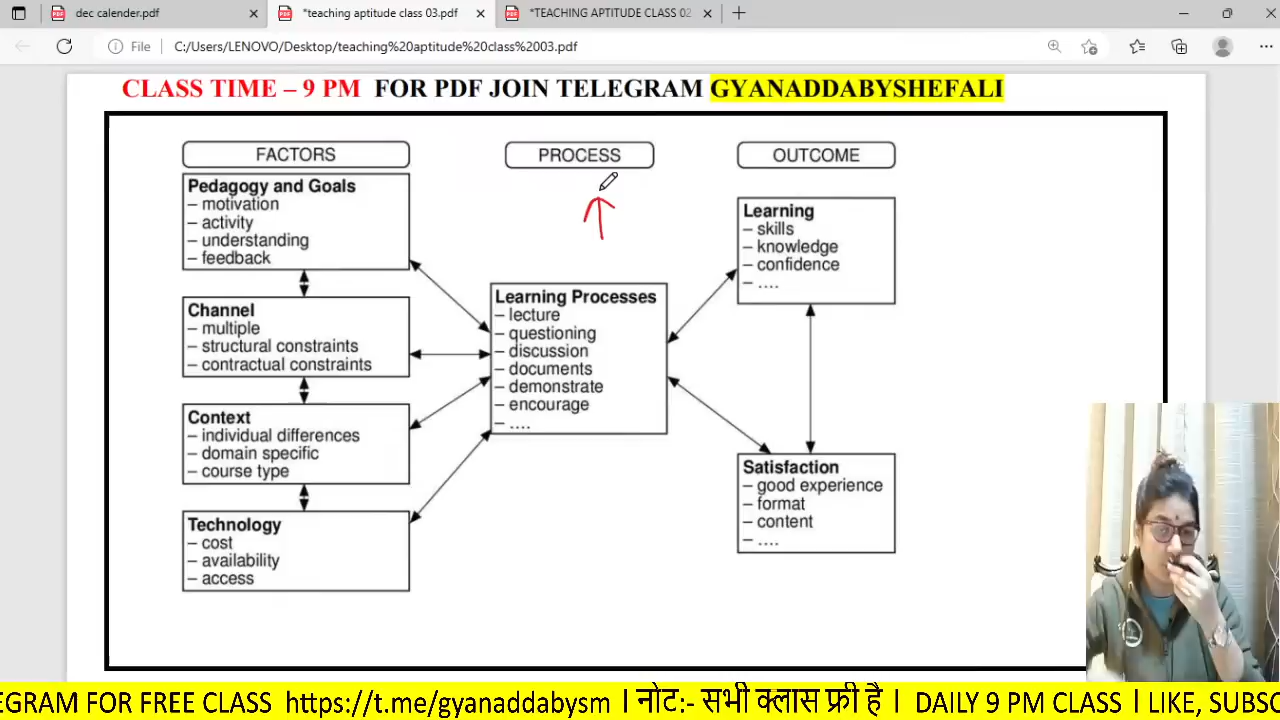 dec calender.pdf
*teaching aptitude class 03.pdf
*TEACHING APTITUDE CLASS 02
File
C:/Users/LENOVO/Desktop/teaching%20aptitude%20class%2003.pdf
CLASS TIME – 9 PM FOR PDF JOIN TELEGRAM GYANADDABYSHEFALI
FACTORS
Pedagogy and Goals
– motivation
– activity
– understanding
– feedback
Channel
– multiple
– structural constraints
– contractual constraints
Context
– individual differences
– domain specific
– course type
Technology
– cost
– availability
– access
PROCESS
Learning Processes
– lecture
– questioning
– discussion
– documents
– demonstrate
– encourage
– ....
OUTCOME
Learning
– skills
– knowledge
– confidence
– ....
Satisfaction
– good experience
– format
– content
– ....
EGRAM FOR FREE CLASS https://t.me/gyanaddabysm । नोट:- सभी क्लास फ्री है । DAILY 9 PM CLASS । LIKE, SUBSC